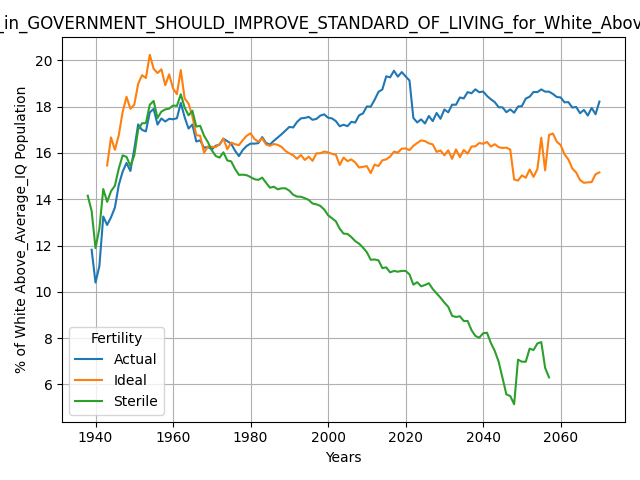 _in_GOVERNMENT_SHOULD_IMPROVE_STANDARD_OF_LIVING_for_White_Abov
% of White Above_Average_IQ Population
20
18
16
14
12
10
8
6
Fertility
Actual
Ideal
Sterile
1940 1960 1980 2000 2020 2040 2060
Years